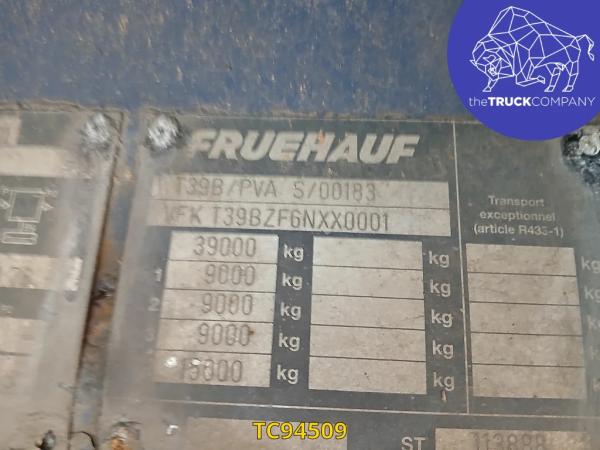 theTRUCKCOMPANY
FRUEHAUF
T39B/PVA S/00183
VFK T39BZF6NXX0001
Transport
exceptionnel
(article R433-1)
39000 kg kg
1 9000 kg kg
2 9000 kg kg
9000 kg kg
kg kg
ST
TC94509